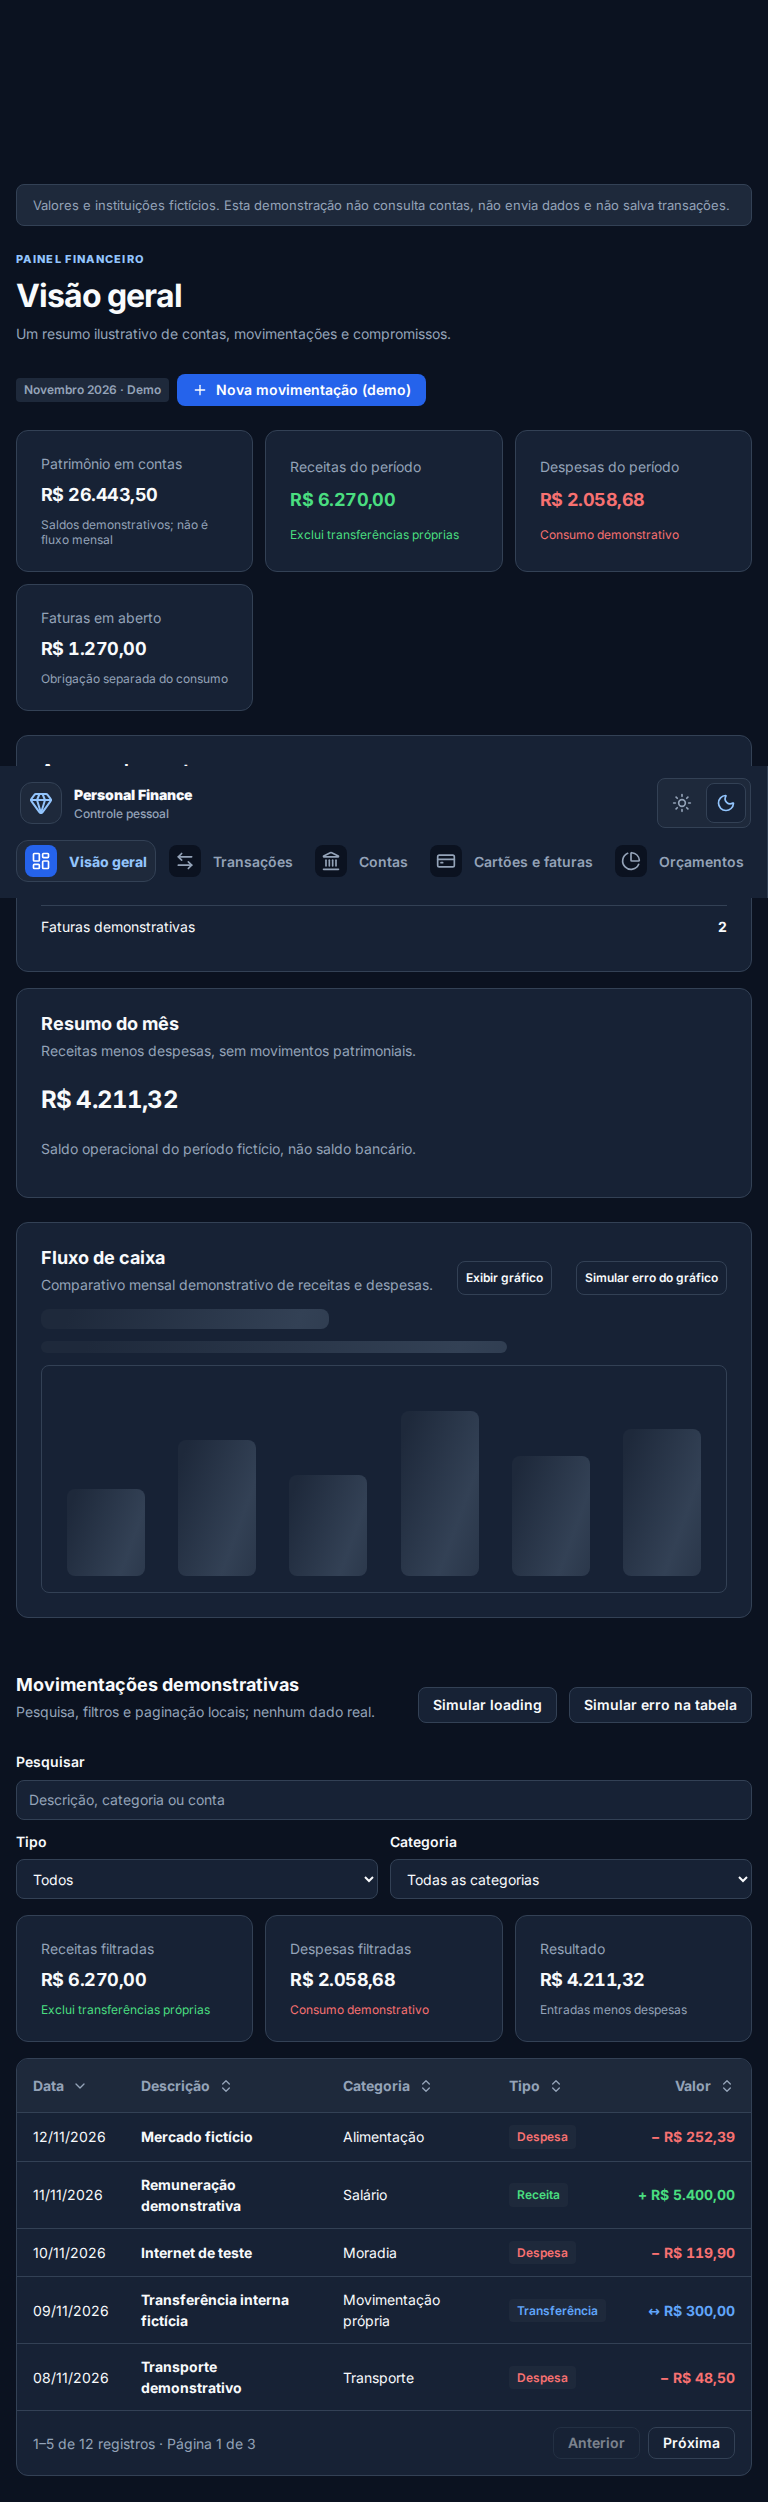 Valores e instituições fictícios. Esta demonstração não consulta contas, não envia dados e não salva transações.
PAINEL FINANCEIRO
Visão geral
Um resumo ilustrativo de contas, movimentações e compromissos.
Novembro 2026 · Demo
+ Nova movimentação (demo)
Patrimônio em contas
R$ 26.443,50
Saldos demonstrativos; não é
fluxo mensal
Receitas do período
R$ 6.270,00
Exclui transferências próprias
Despesas do período
R$ 2.058,68
Consumo demonstrativo
Faturas em aberto
R$ 1.270,00
Obrigação separada do consumo
Personal Finance
Controle pessoal
Visão geral
Transações
Contas
Cartões e faturas
Orçamentos
Faturas demonstrativas 2
Resumo do mês
Receitas menos despesas, sem movimentos patrimoniais.
R$ 4.211,32
Saldo operacional do período fictício, não saldo bancário.
Fluxo de caixa
Comparativo mensal demonstrativo de receitas e despesas.
Exibir gráfico
Simular erro do gráfico
Movimentações demonstrativas
Pesquisa, filtros e paginação locais; nenhum dado real.
Simular loading
Simular erro na tabela
Pesquisar
Descrição, categoria ou conta
Tipo
Todos
Categoria
Todas as categorias
Receitas filtradas
R$ 6.270,00
Exclui transferências próprias
Despesas filtradas
R$ 2.058,68
Consumo demonstrativo
Resultado
R$ 4.211,32
Entradas menos despesas
Data Descrição Categoria Tipo Valor
12/11/2026 Mercado fictício Alimentação Despesa − R$ 252,39
11/11/2026 Remuneração
demonstrativa Salário Receita + R$ 5.400,00
10/11/2026 Internet de teste Moradia Despesa − R$ 119,90
09/11/2026 Transferência interna
fictícia Movimentação
própria Transferência ↔ R$ 300,00
08/11/2026 Transporte
demonstrativo Transporte Despesa − R$ 48,50
1–5 de 12 registros · Página 1 de 3
Anterior
Próxima